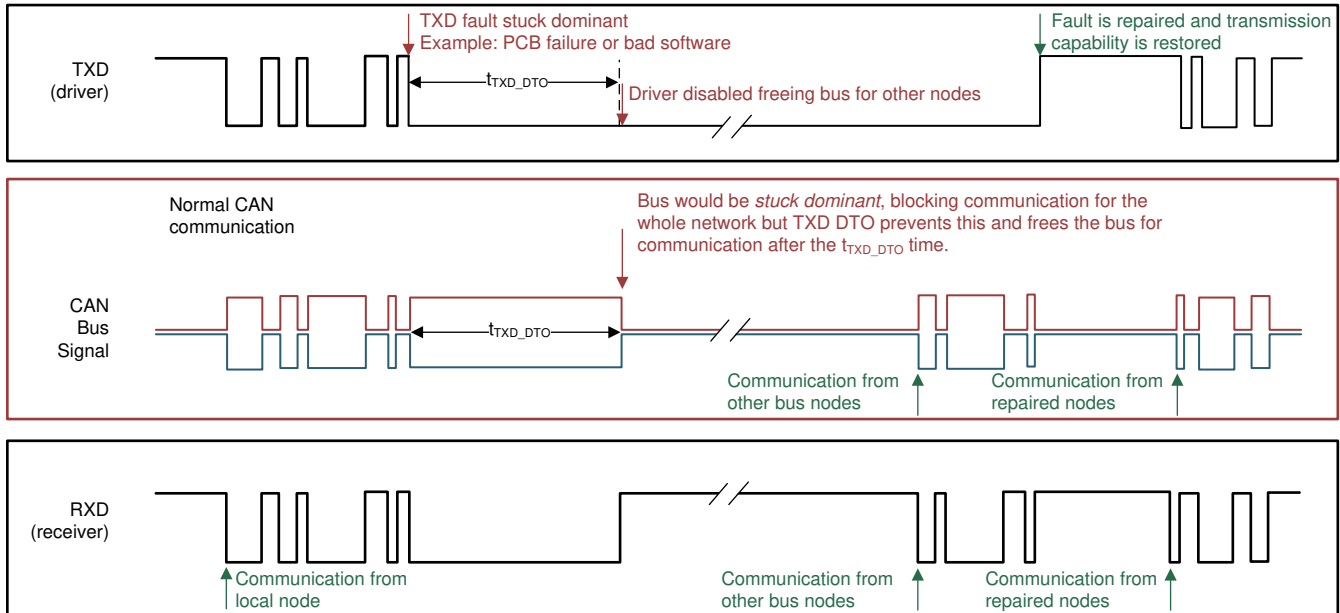 TXD fault stuck dominant
Example: PCB failure or bad software
Fault is repaired and transmission
capability is restored
TXD
(driver)
tTXD_DTO
Driver disabled freeing bus for other nodes
Normal CAN
communication
Bus would be stuck dominant, blocking communication for the
whole network but TXD DTO prevents this and frees the bus for
communication after the tTXD_DTO time.
CAN
Bus
Signal
tTXD_DTO
Communication from
other bus nodes
Communication from
repaired nodes
RXD
(receiver)
Communication from
local node
Communication from
other bus nodes
Communication from
repaired nodes